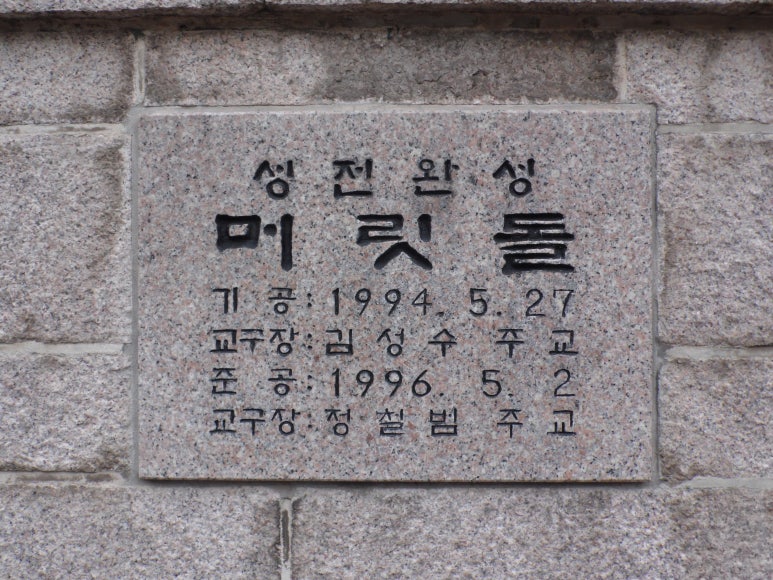 성전완성
메릿돌
기공:1994. 5. 27
교구장:김성수 주교
준공:1996. 5. 2
교구장:정철범 주교